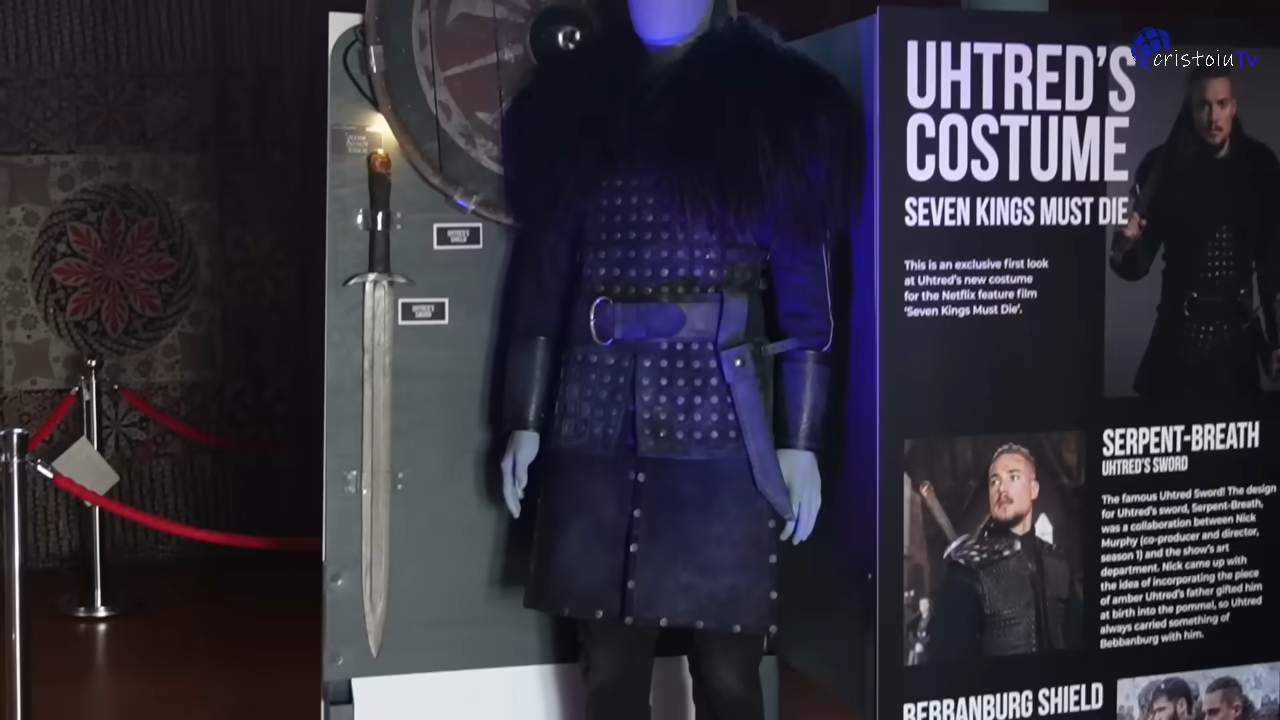 cristoiuTv
UHTRED'S
COSTUME
SEVEN KINGS MUST DIE
This is an exclusive first look
at Uhtred's new costume
for the Netflix feature film
'Seven Kings Must Die'.
UHTRED'S
SHIELD
UHTRED'S
SWORD
SERPENT-BREATH
UHTRED'S SWORD
The famous Uhtred Sword! The design
for Uhtred's sword, Serpent-Breath,
was a collaboration between Nick
Murphy (co-producer and director,
season 1) and the show's art
department. Nick came up with
the idea of incorporating the piece
of amber Uhtred's father gifted him
at birth into the pommel, so Uhtred
always carried something of
Bebbanburg with him.
BEBBANBURG SHIELD